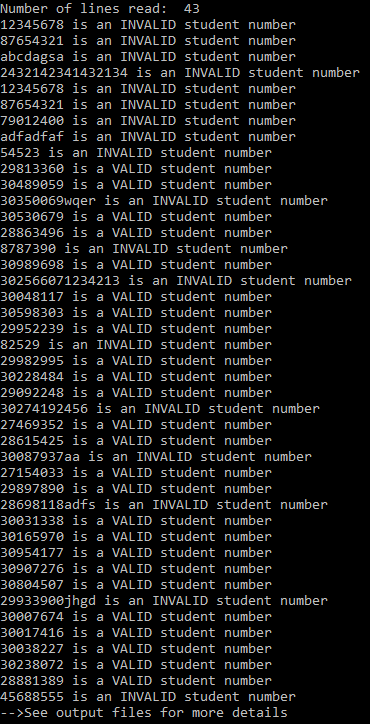 Number of lines read:  43
12345678 is an INVALID student number
87654321 is an INVALID student number
abcdagsa is an INVALID student number
2432142341432134 is an INVALID student number
12345678 is an INVALID student number
87654321 is an INVALID student number
79012400 is an INVALID student number
adfadfaf is an INVALID student number
54523 is an INVALID student number
29813360 is a VALID student number
30489059 is a VALID student number
30350069wqer is an INVALID student number
30530679 is a VALID student number
28863496 is a VALID student number
8787390 is an INVALID student number
30989698 is a VALID student number
302566071234213 is an INVALID student number
30048117 is a VALID student number
30598303 is a VALID student number
29952239 is a VALID student number
82529 is an INVALID student number
29982995 is a VALID student number
30228484 is a VALID student number
29092248 is a VALID student number
30274192456 is an INVALID student number
27469352 is a VALID student number
28615425 is a VALID student number
30087937aa is an INVALID student number
27154033 is a VALID student number
29897890 is a VALID student number
28698118adfs is an INVALID student number
30031338 is a VALID student number
30165970 is a VALID student number
30954177 is a VALID student number
30907276 is a VALID student number
30804507 is a VALID student number
29933900jhgd is an INVALID student number
30007674 is a VALID student number
30017416 is a VALID student number
30038227 is a VALID student number
30238072 is a VALID student number
28881389 is a VALID student number
45688555 is an INVALID student number
-->See output files for more details